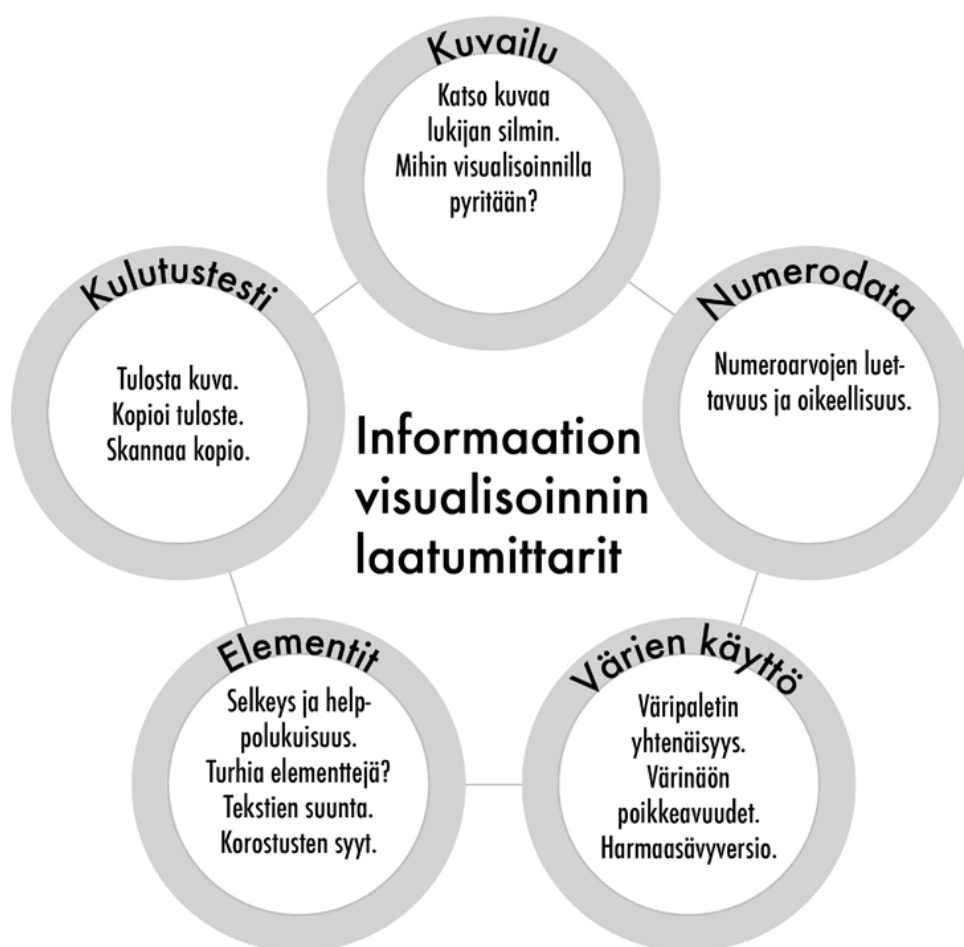 Kuvailu
Katso kuvaa
lukijan silmin.
Mihin visualisoinnilla
pyritään?
Numerodata
Numeroarvojen luet-
tavuus ja oikeellisuus.
Värien käyttö
Väripaletin
yhtenäisyys.
Värinäön
poikkeavuudet.
Harmaasävyversio.
Elementit
Selkeys ja help-
polukuisuus.
Turhia elementtejä?
Tekstien suunta.
Korostusten syyt.
Kulutustesti
Tulosta kuva.
Kopioi tuloste.
Skannaa kopio.
Informaation
visualisoinnin
laatumittarit